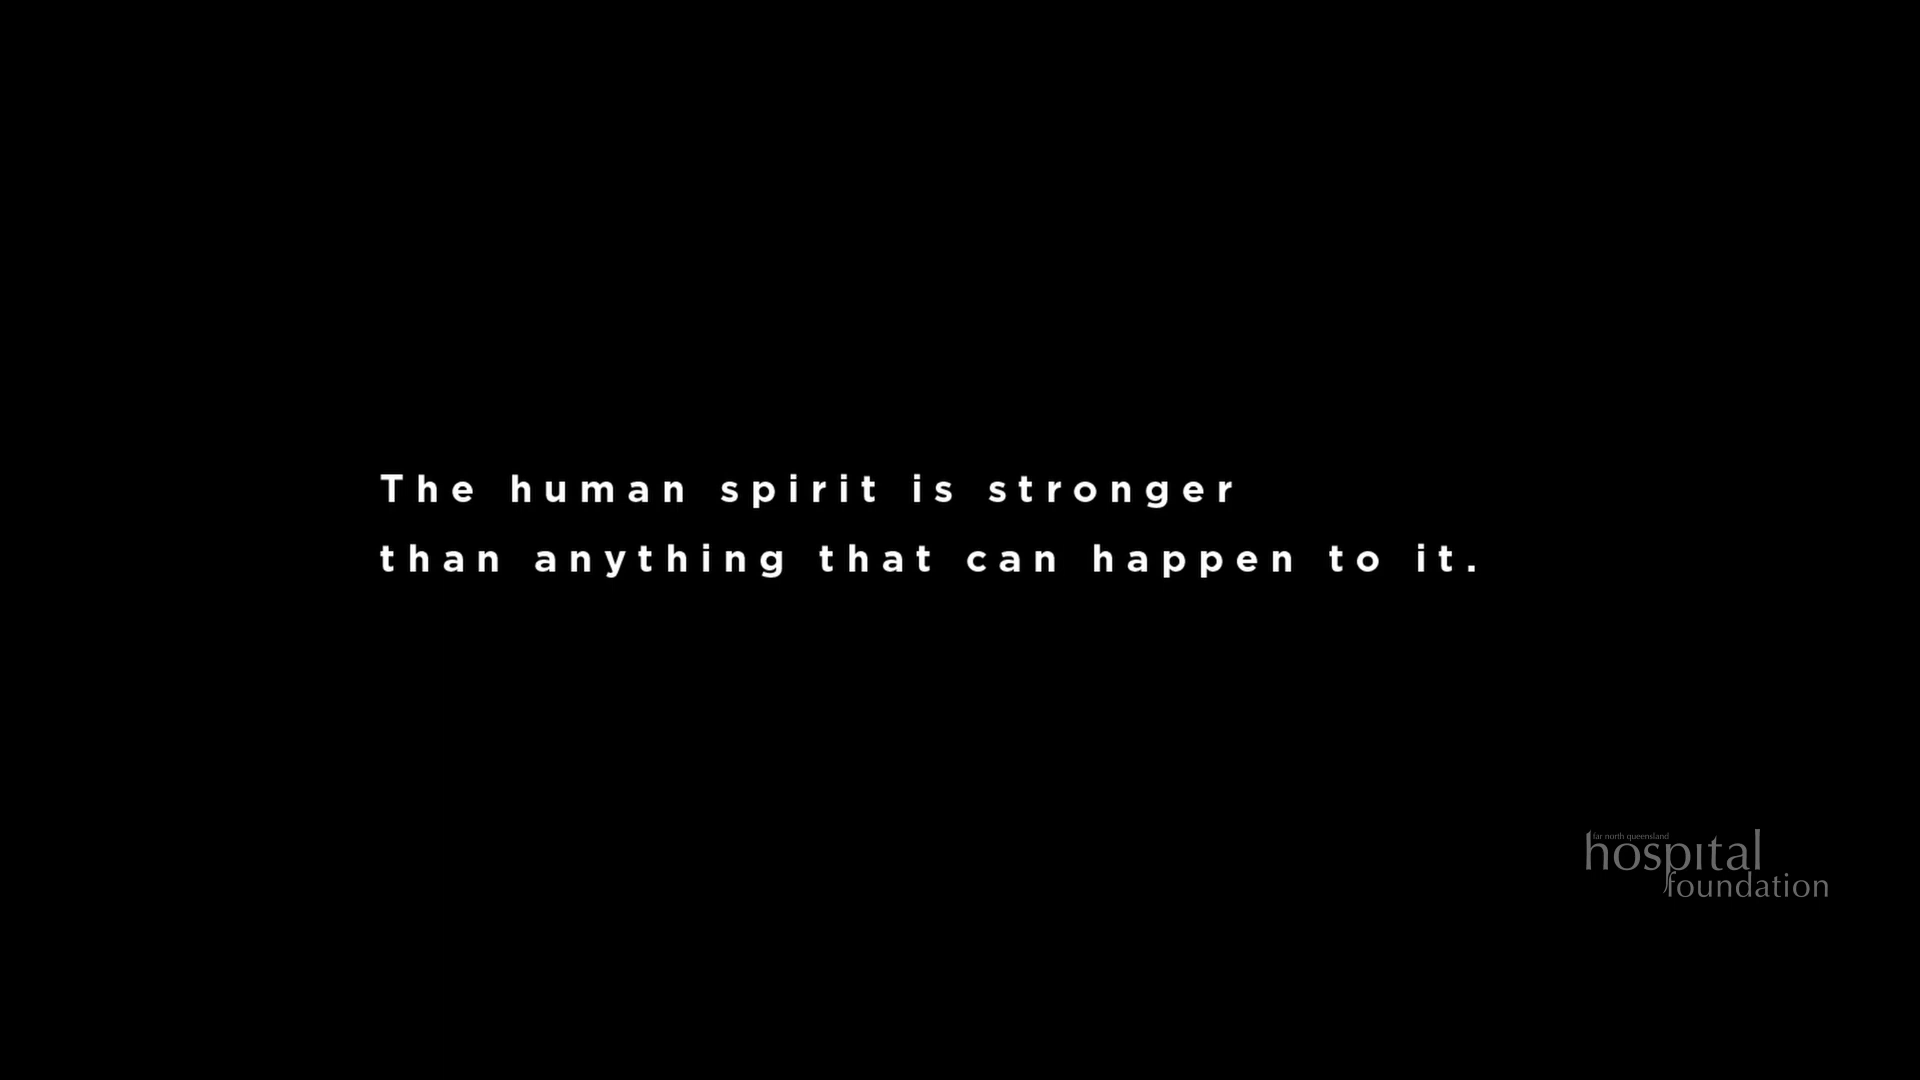 The human spirit is stronger
than anything that can happen to it.
far north queensland
hospital
foundation